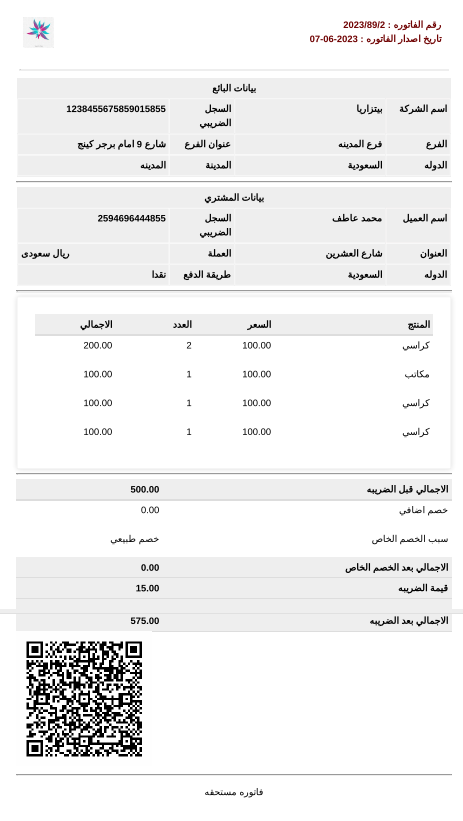 رقم الفاتوره : 2023/89/2
تاريخ اصدار الفاتوره : 2023-06-07
بيانات البائع
اسم الشركة بيتزاريا السجل الضريبي 1238455675859015855
الفرع فرع المدينه عنوان الفرع شارع 9 امام برجر كينج
الدوله السعودية المدينة المدينه
بيانات المشتري
اسم العميل محمد عاطف السجل الضريبي 2594696444855
العنوان شارع العشرين العملة ريال سعودى
الدوله السعودية طريقة الدفع نقدا
المنتج السعر العدد الاجمالي
كراسي 100.00 2 200.00
مكاتب 100.00 1 100.00
كراسي 100.00 1 100.00
كراسي 100.00 1 100.00
الاجمالي قبل الضريبه 500.00
خصم اضافي 0.00
سبب الخصم الخاص خصم طبيعي
الاجمالي بعد الخصم الخاص 0.00
قيمة الضريبه 15.00
الاجمالي بعد الضريبه 575.00
فاتوره مستحقه